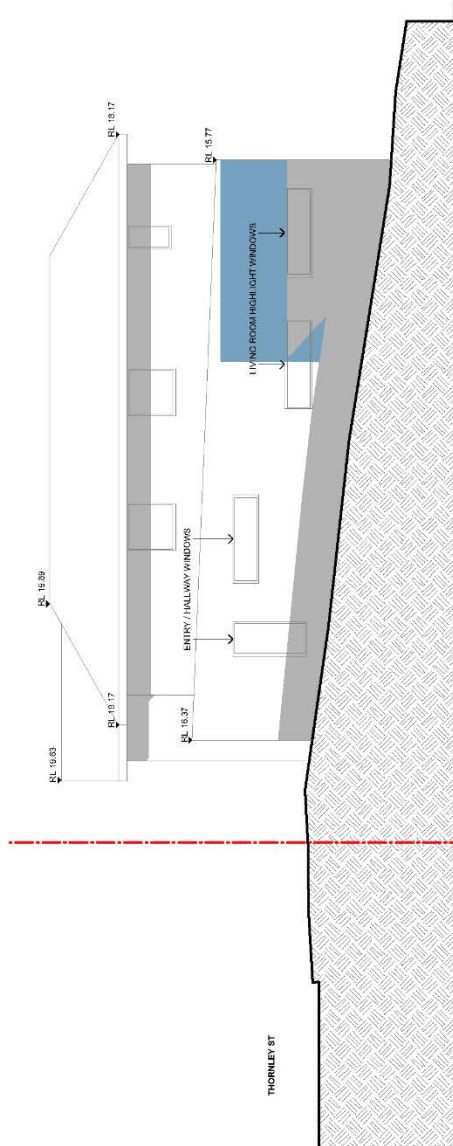 RL 19.89
RL 19.83
RL 18.17
RL 18.17
RL 16.37
ENTRY / HALLWAY WINDOWS
RL 15.77
LIVING ROOM HIGHLIGHT WINDOWS
THORNLEY ST